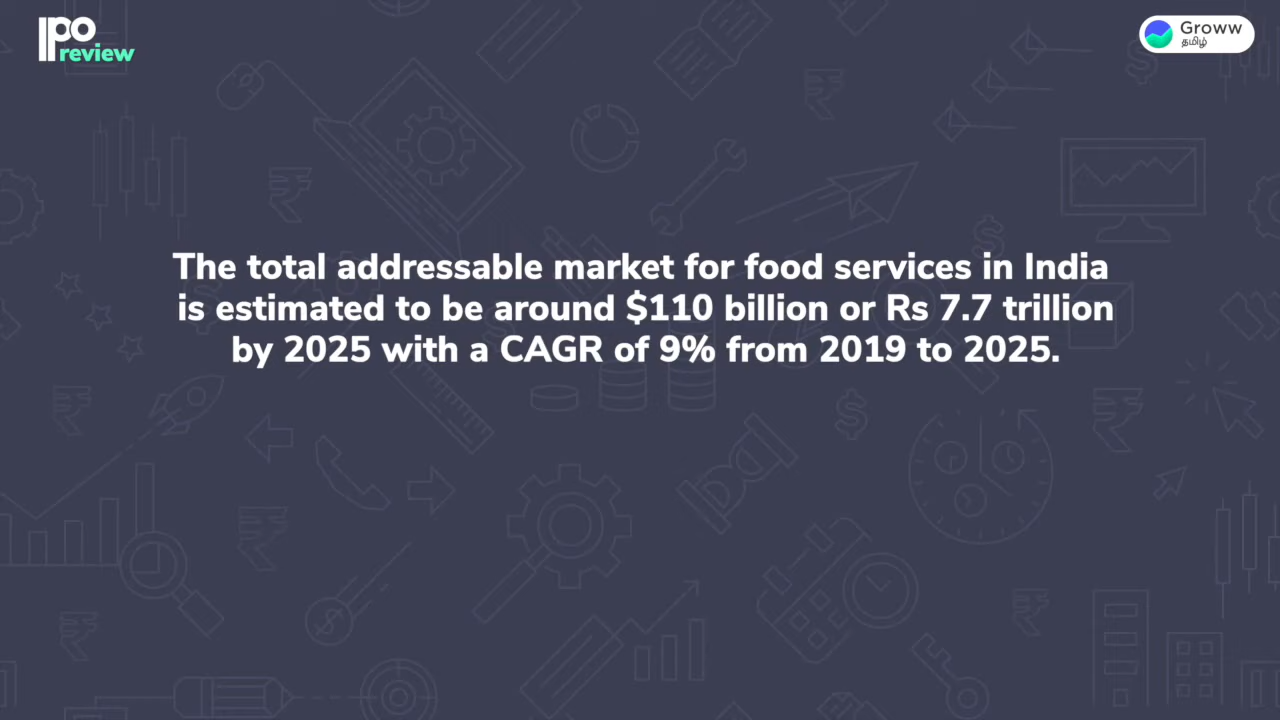 IPO
review
Groww
தமிழ்
The total addressable market for food services in India
is estimated to be around $110 billion or Rs 7.7 trillion
by 2025 with a CAGR of 9% from 2019 to 2025.